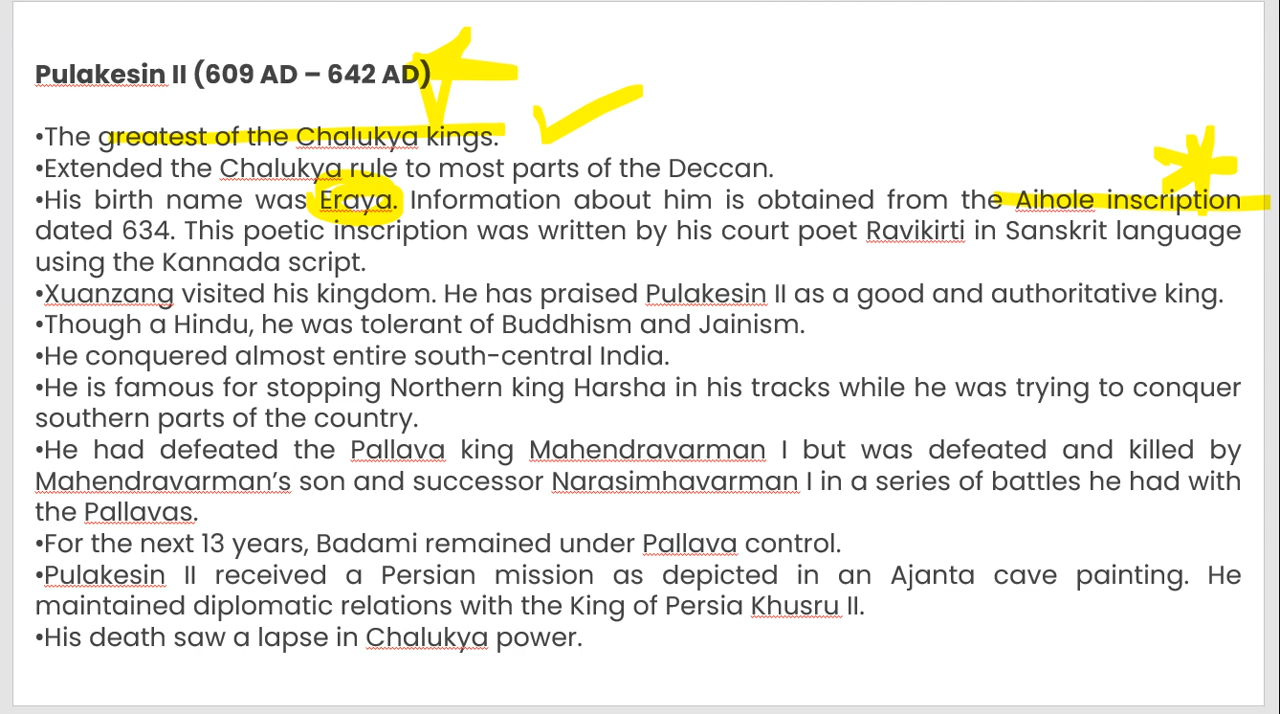 Pulakesin II (609 AD – 642 AD)
•The greatest of the Chalukya kings.
•Extended the Chalukya rule to most parts of the Deccan.
•His birth name was Eraya. Information about him is obtained from the Aihole inscription
dated 634. This poetic inscription was written by his court poet Ravikirti in Sanskrit language
using the Kannada script.
•Xuanzang visited his kingdom. He has praised Pulakesin II as a good and authoritative king.
•Though a Hindu, he was tolerant of Buddhism and Jainism.
•He conquered almost entire south-central India.
•He is famous for stopping Northern king Harsha in his tracks while he was trying to conquer
southern parts of the country.
•He had defeated the Pallava king Mahendravarman I but was defeated and killed by
Mahendravarman’s son and successor Narasimhavarman I in a series of battles he had with
the Pallavas.
•For the next 13 years, Badami remained under Pallava control.
•Pulakesin II received a Persian mission as depicted in an Ajanta cave painting. He
maintained diplomatic relations with the King of Persia Khusru II.
•His death saw a lapse in Chalukya power.